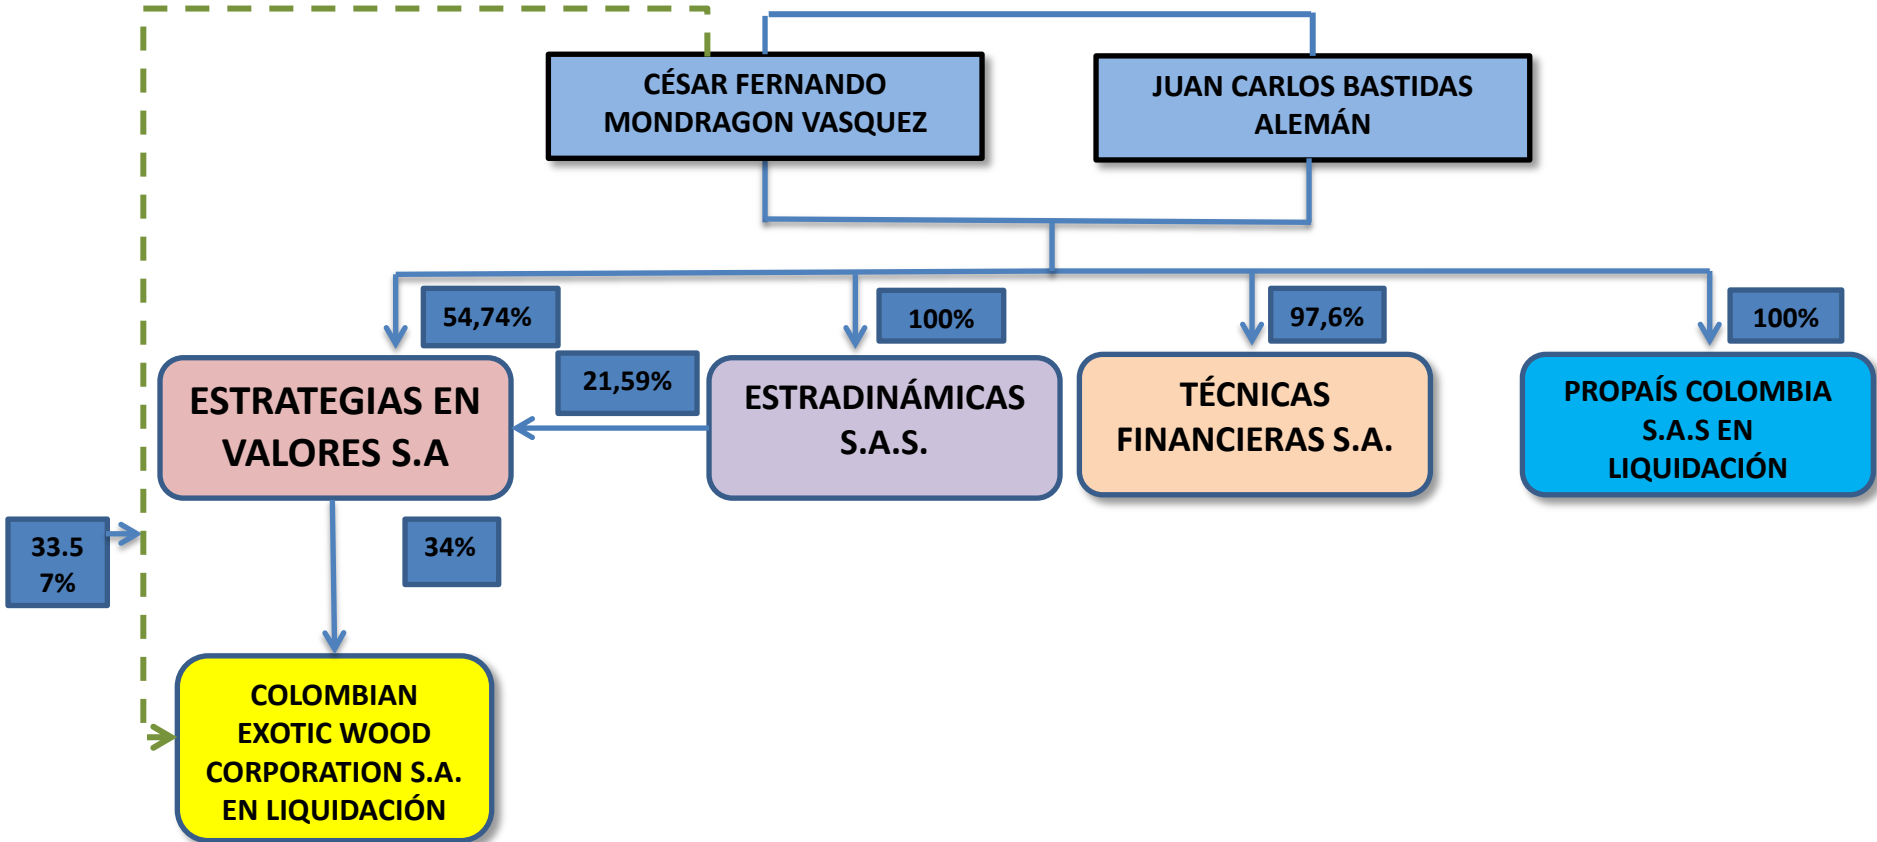 CÉSAR FERNANDO
MONDRAGON VASQUEZ
JUAN CARLOS BASTIDAS
ALEMÁN
54,74%
100%
97,6%
100%
21,59%
ESTRATEGIAS EN
VALORES S.A
ESTRADINÁMICAS
S.A.S.
TÉCNICAS
FINANCIERAS S.A.
PROPAÍS COLOMBIA
S.A.S EN
LIQUIDACIÓN
33.5
7%
34%
COLOMBIAN
EXOTIC WOOD
CORPORATION S.A.
EN LIQUIDACIÓN